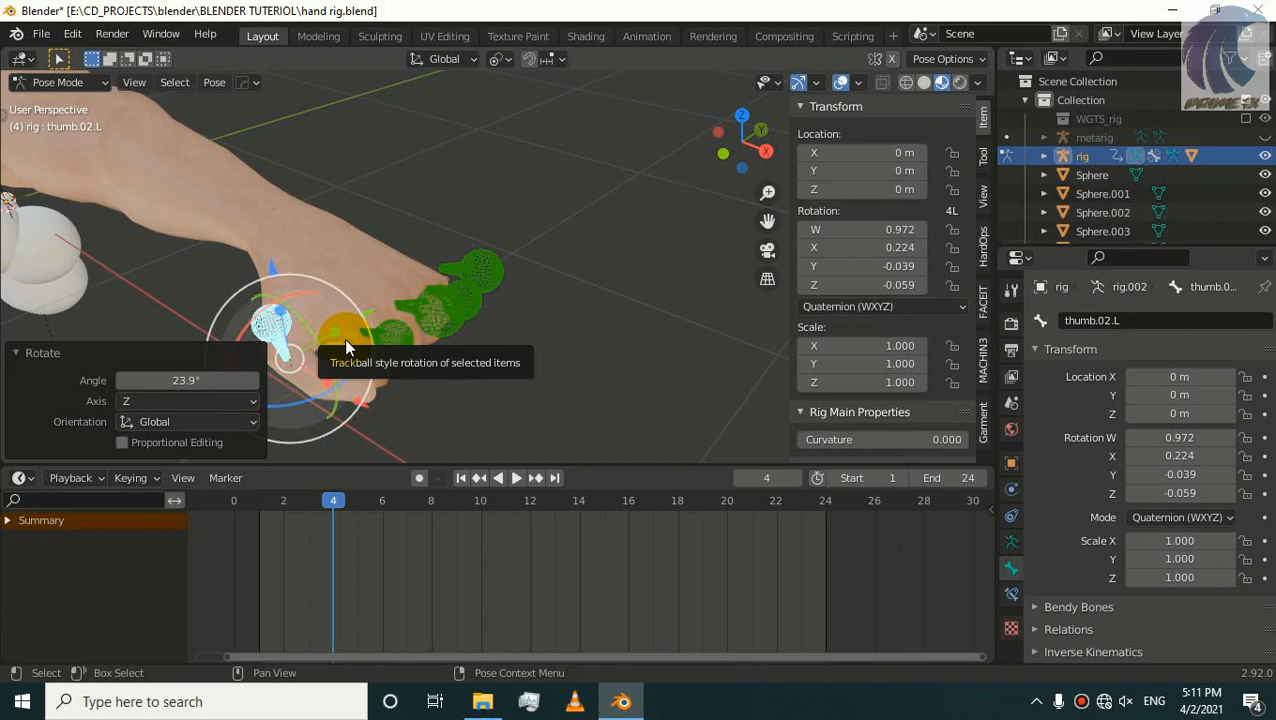 Blender* [E:\CD_PROJECTS\blender\BLENDER TUTERIOL\hand rig.blend]
File Edit Render Window Help Layout Modeling Sculpting UV Editing Texture Paint Shading Animation Rendering Compositing Scripting + Scene View Layer
Global Pose Options
Pose Mode View Select Pose
User Perspective
(4) rig : thumb.02.L
Trackball style rotation of selected items
Rotate
Angle 23.9°
Axis Z
Orientation Global
Proportional Editing
Transform
Location:
X 0 m
Y 0 m
Z 0 m
Rotation: 4L
W 0.972
X 0.224
Y -0.039
Z -0.059
Quaternion (WXYZ)
Scale:
X 1.000
Y 1.000
Z 1.000
Rig Main Properties
Curvature 0.000
Item
Tool
View
HardOps
FACEIT
MACHIN3
Garment
Scene Collection
Collection
WGTS_rig
metarig
rig
Sphere
Sphere.001
Sphere.002
Sphere.003
rig rig.002 thumb.0...
thumb.02.L
Transform
Location X 0 m
Y 0 m
Z 0 m
Rotation W 0.972
X 0.224
Y -0.039
Z -0.059
Mode Quaternion (WXYZ)
Scale X 1.000
Y 1.000
Z 1.000
Bendy Bones
Relations
Inverse Kinematics
Playback Keying View Marker 4 Start 1 End 24
0 2 4 6 8 10 12 14 16 18 20 22 24 26 28 30
Summary
Select Box Select Pan View Pose Context Menu 2.92.0
Type here to search
ENG
5:11 PM
4/2/2021
4